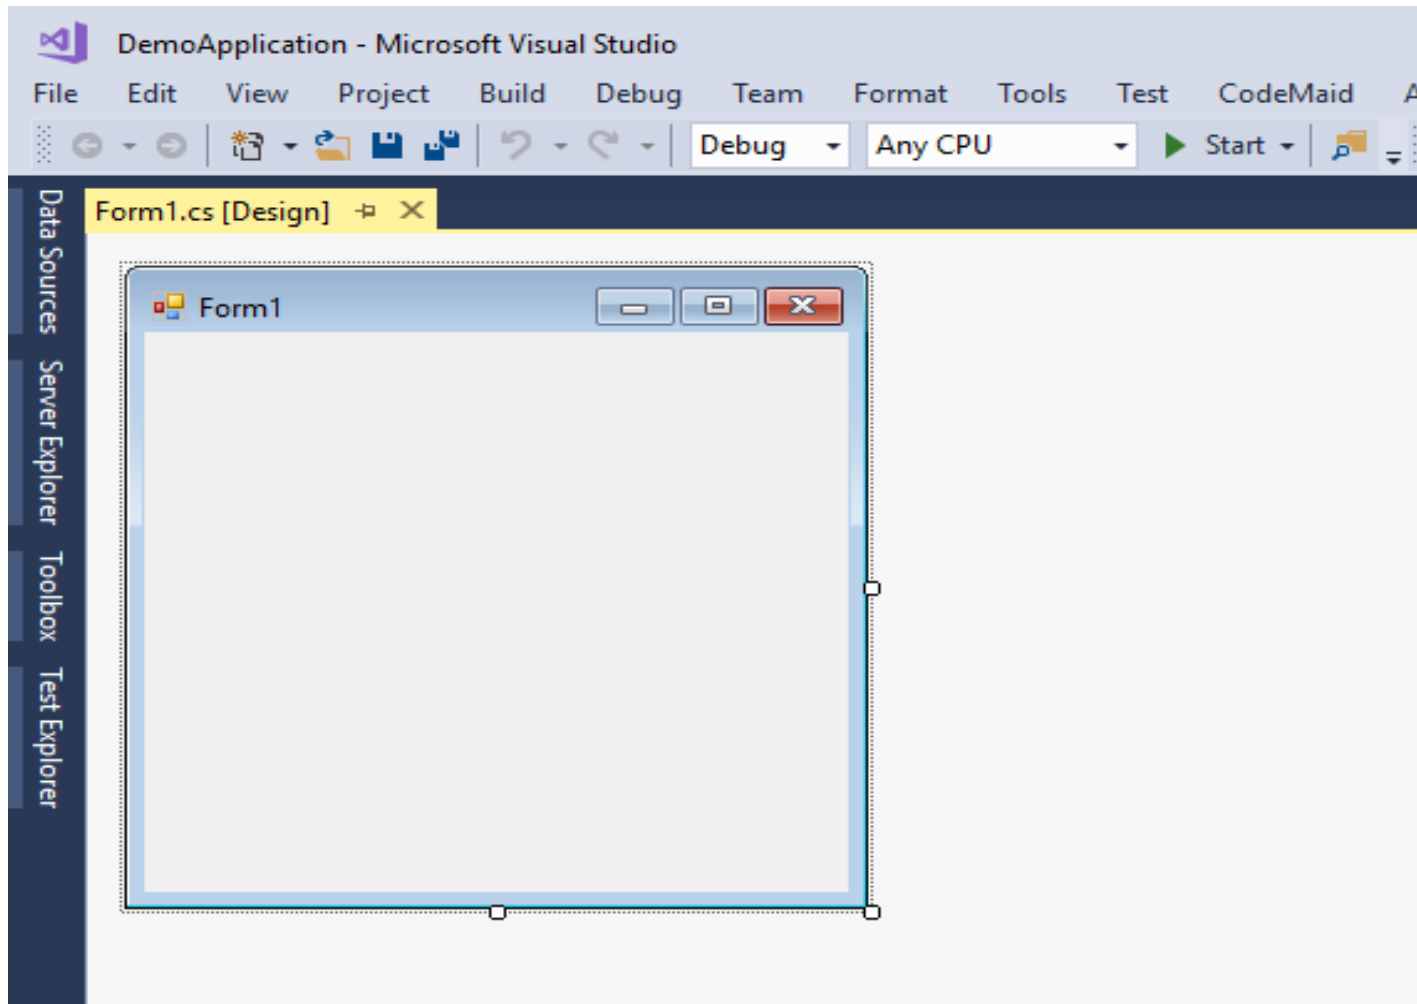 DemoApplication - Microsoft Visual Studio
File Edit View Project Build Debug Team Format Tools Test CodeMaid A
Debug Any CPU Start
Form1.cs [Design]
Form1
Data Sources
Server Explorer
Toolbox
Test Explorer